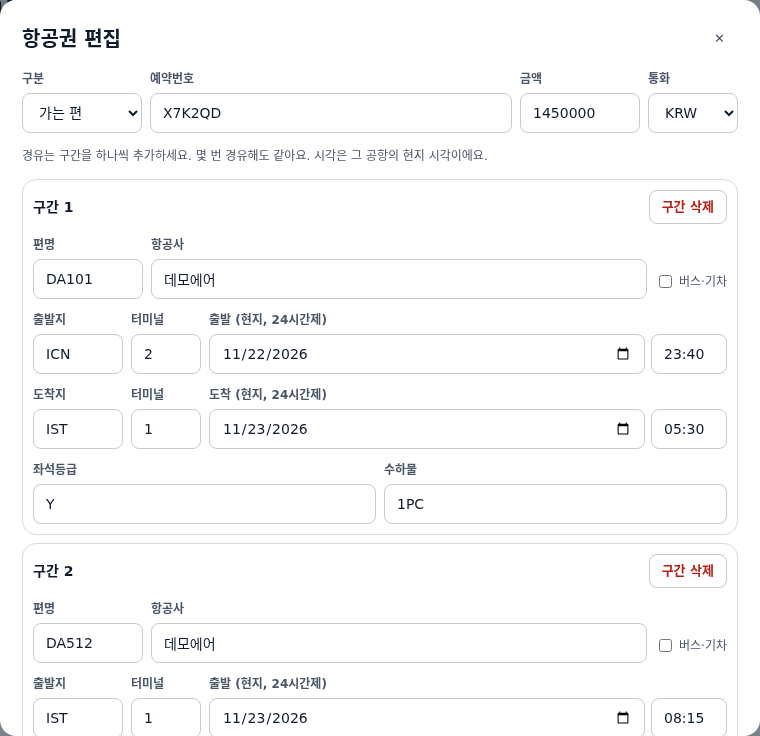 항공권 편집
×
구분 예약번호 금액 통화
가는 편 X7K2QD 1450000 KRW
경유는 구간을 하나씩 추가하세요. 몇 번 경유해도 같아요. 시각은 그 공항의 현지 시각이에요.
구간 1 구간 삭제
편명 항공사
DA101 데모에어 버스·기차
출발지 터미널 출발 (현지, 24시간제)
ICN 2 11/22/2026 23:40
도착지 터미널 도착 (현지, 24시간제)
IST 1 11/23/2026 05:30
좌석등급 수하물
Y 1PC
구간 2 구간 삭제
편명 항공사
DA512 데모에어 버스·기차
출발지 터미널 출발 (현지, 24시간제)
IST 1 11/23/2026 08:15